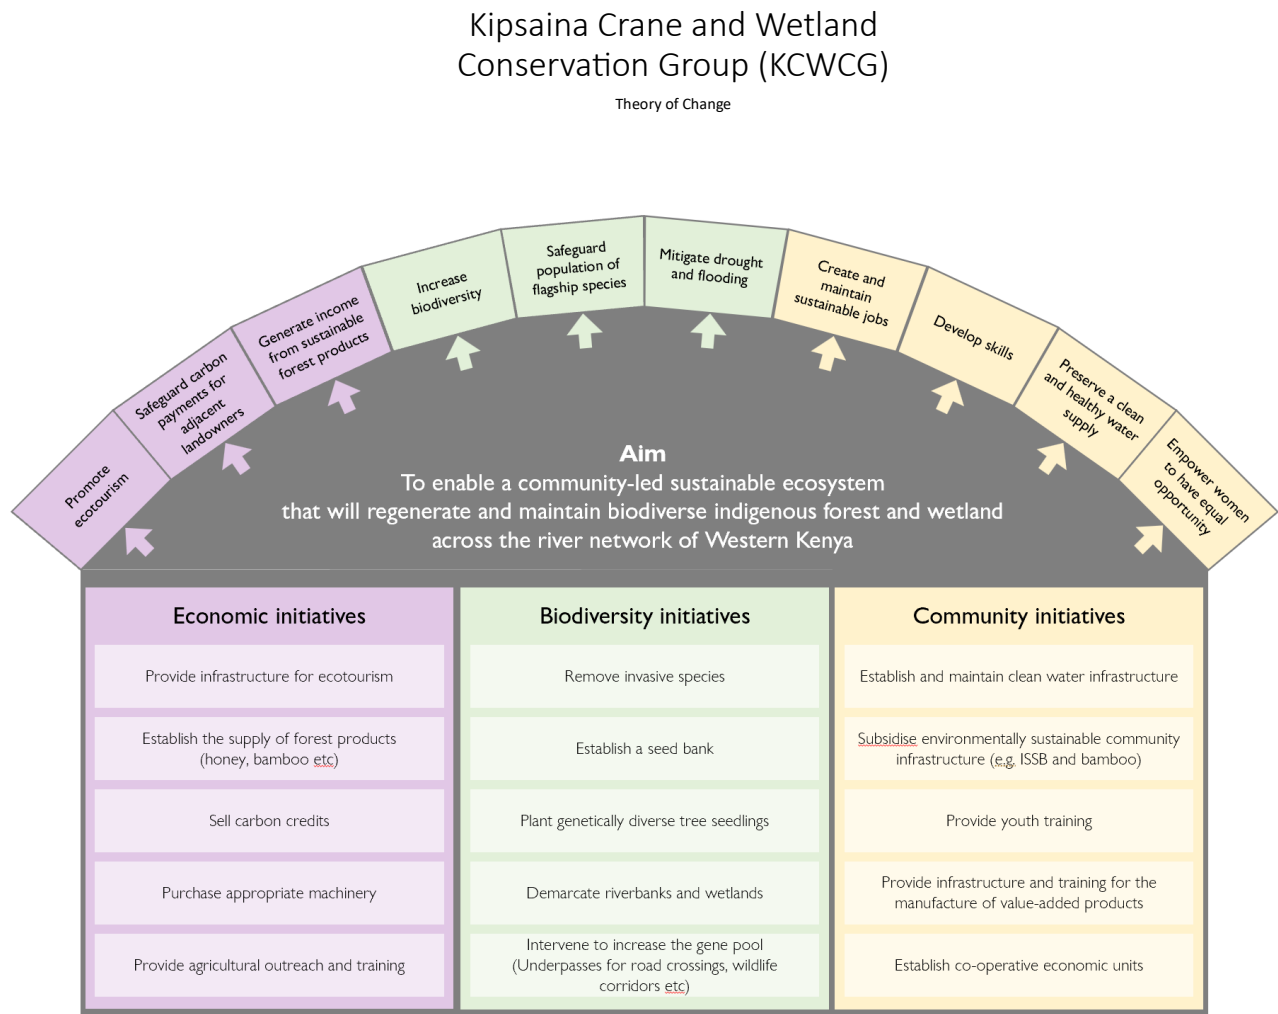 Kipsaina Crane and Wetland
Conservation Group (KCWCG)
Theory of Change
Promote
ecotourism
Safeguard carbon
payments for
adjacent
landowners
Generate income
from sustainable
forest products
Increase
biodiversity
Safeguard
population of
flagship species
Mitigate drought
and flooding
Create and
maintain
sustainable jobs
Develop skills
Preserve a clean
and healthy water
supply
Empower women
to have equal
opportunity
Aim
To enable a community-led sustainable ecosystem
that will regenerate and maintain biodiverse indigenous forest and wetland
across the river network of Western Kenya
Economic initiatives
Provide infrastructure for ecotourism
Establish the supply of forest products
(honey, bamboo etc)
Sell carbon credits
Purchase appropriate machinery
Provide agricultural outreach and training
Biodiversity initiatives
Remove invasive species
Establish a seed bank
Plant genetically diverse tree seedlings
Demarcate riverbanks and wetlands
Intervene to increase the gene pool
(Underpasses for road crossings, wildlife
corridors etc)
Community initiatives
Establish and maintain clean water infrastructure
Subsidise environmentally sustainable community
infrastructure (e.g. ISSB and bamboo)
Provide youth training
Provide infrastructure and training for the
manufacture of value-added products
Establish co-operative economic units